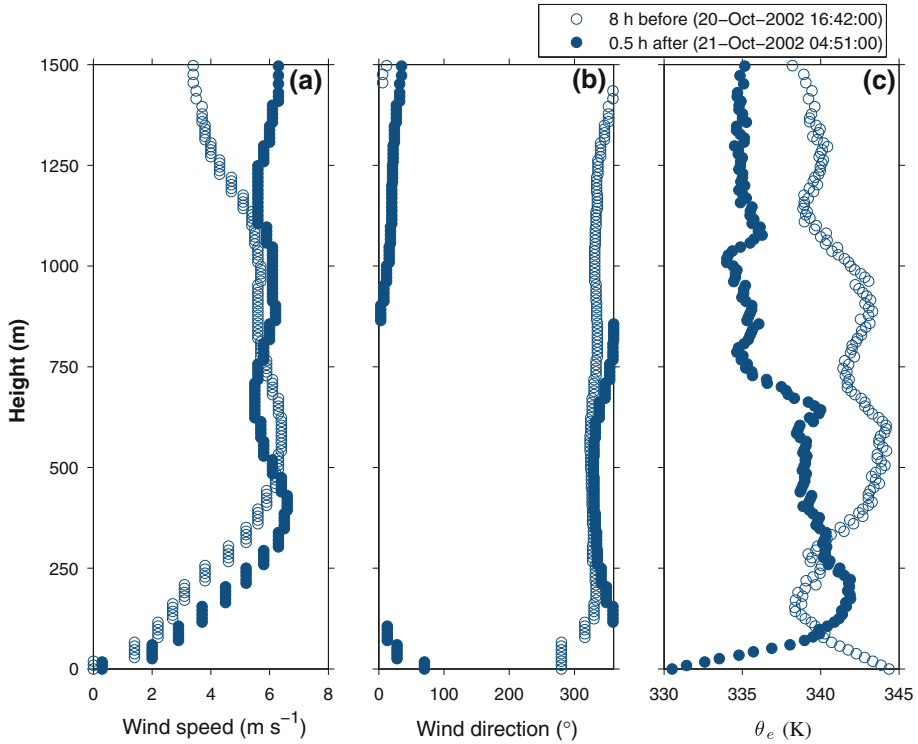 8 h before (20−Oct−2002 16:42:00)
0.5 h after (21−Oct−2002 04:51:00)
(a)
(b)
(c)
Height (m)
1500
1250
1000
750
500
250
0
0 2 4 6 8
0 100 200 300
330 335 340 345
Wind speed (m s⁻¹)
Wind direction (°)
θe (K)